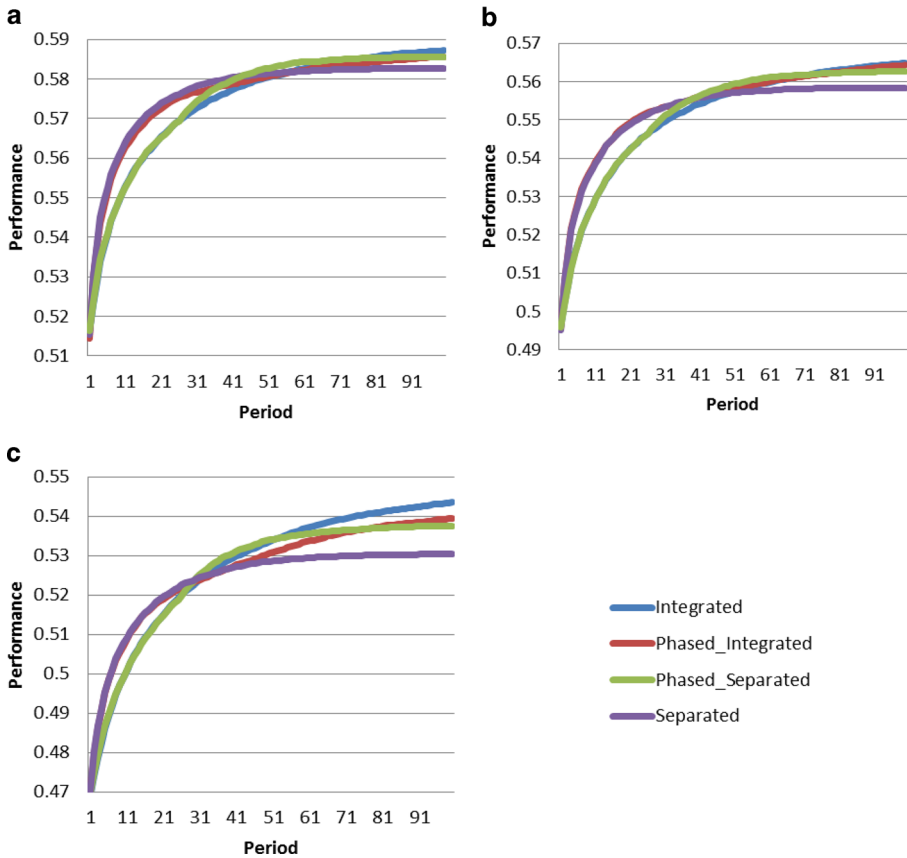 a
0.59
0.58
0.57
0.56
0.55
0.54
0.53
0.52
0.51
Performance
1 11 21 31 41 51 61 71 81 91
Period
b
0.57
0.56
0.55
0.54
0.53
0.52
0.51
0.5
0.49
Performance
1 11 21 31 41 51 61 71 81 91
Period
c
0.55
0.54
0.53
0.52
0.51
0.5
0.49
0.48
0.47
Performance
1 11 21 31 41 51 61 71 81 91
Period
Integrated
Phased_Integrated
Phased_Separated
Separated